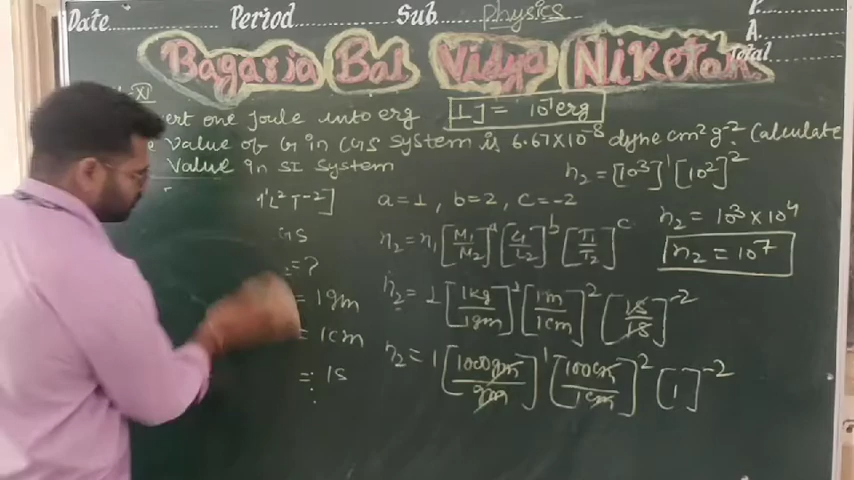 Date Period Sub. Physics P.
A.
Total
Bagaria Bal Vidya Niketan
XI
vert one Joule into erg 1J = 10⁷erg
Value of G in CGS System is 6.67×10⁻⁸ dyne cm² g⁻². Calculate
Value in SI System
n₂ = [10³]¹ [10²]²
L² T⁻²] a=1, b=2, c=-2
n₂ = 10³ × 10⁴
n₂ = n₁ [M₁/M₂]ᵃ [L₁/L₂]ᵇ [T₁/T₂]ᶜ
n₂ = 10⁷
=?
n₂ = 1 [1kg/1gm]¹ [1m/1cm]² [1s/1s]⁻²
= 1gm
= 1cm
n₂ = 1 [1000gm/gm]¹ [100cm/1cm]² [1]⁻²
= 1s